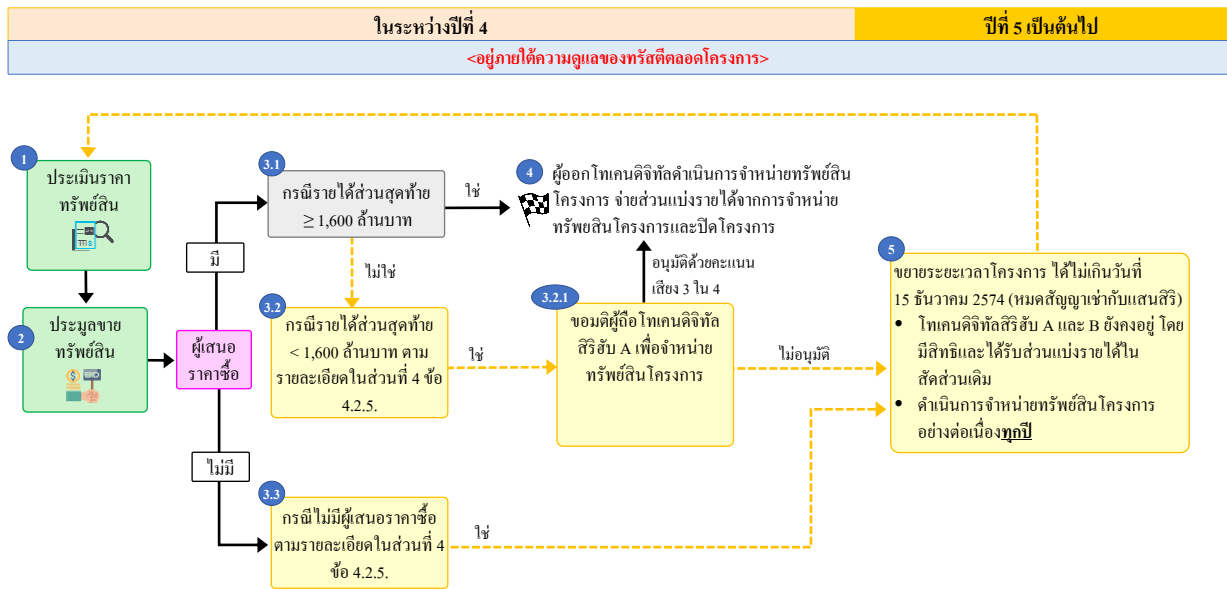 ในระหว่างปีที่ 4
ปีที่ 5 เป็นต้นไป
<อยู่ภายใต้ความดูแลของทรัสตีตลอดโครงการ>
1
ประเมินราคา
ทรัพย์สิน
2
ประมูลขาย
ทรัพย์สิน
ผู้เสนอ
ราคาซื้อ
มี
ไม่มี
3.1
กรณีรายได้ส่วนสุดท้าย
≥ 1,600 ล้านบาท
ใช่
ไม่ใช่
3.2
กรณีรายได้ส่วนสุดท้าย
< 1,600 ล้านบาท ตาม
รายละเอียดในส่วนที่ 4 ข้อ
4.2.5.
ใช่
3.3
กรณีไม่มีผู้เสนอราคาซื้อ
ตามรายละเอียดในส่วนที่ 4
ข้อ 4.2.5.
ใช่
4
ผู้ออกโทเคนดิจิทัลดำเนินการจำหน่ายทรัพย์สิน
โครงการ จ่ายส่วนแบ่งรายได้จากการจำหน่าย
ทรัพยสินโครงการและปิดโครงการ
อนุมัติด้วยคะแนน
เสียง 3 ใน 4
3.2.1
ขอมติผู้ถือโทเคนดิจิทัล
สิริฮับ A เพื่อจำหน่าย
ทรัพย์สินโครงการ
ไม่อนุมัติ
5
ขยายระยะเวลาโครงการ ได้ไม่เกินวันที่
15 ธันวาคม 2574 (หมดสัญญาเช่ากับแสนสิริ)
• โทเคนดิจิทัลสิริฮับ A และ B ยังคงอยู่ โดย
มีสิทธิและได้รับส่วนแบ่งรายได้ใน
สัดส่วนเดิม
• ดำเนินการจำหน่ายทรัพย์สินโครงการ
อย่างต่อเนื่องทุกปี